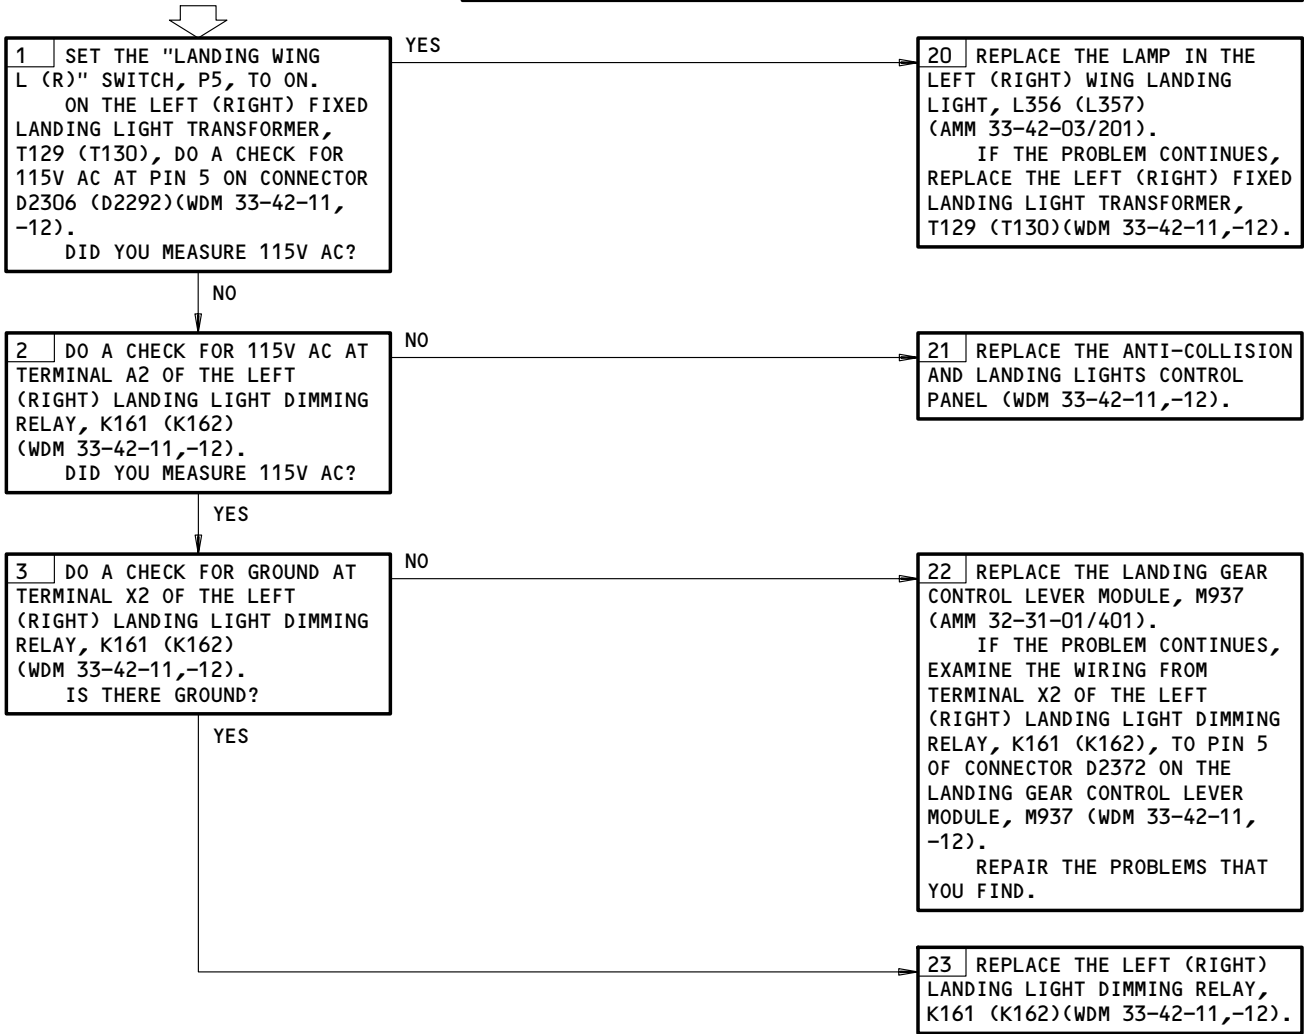 1 SET THE "LANDING WING
L (R)" SWITCH, P5, TO ON.
ON THE LEFT (RIGHT) FIXED
LANDING LIGHT TRANSFORMER,
T129 (T130), DO A CHECK FOR
115V AC AT PIN 5 ON CONNECTOR
D2306 (D2292)(WDM 33-42-11,
-12).
DID YOU MEASURE 115V AC?
YES
20 REPLACE THE LAMP IN THE
LEFT (RIGHT) WING LANDING
LIGHT, L356 (L357)
(AMM 33-42-03/201).
IF THE PROBLEM CONTINUES,
REPLACE THE LEFT (RIGHT) FIXED
LANDING LIGHT TRANSFORMER,
T129 (T130)(WDM 33-42-11,-12).
NO
2 DO A CHECK FOR 115V AC AT
TERMINAL A2 OF THE LEFT
(RIGHT) LANDING LIGHT DIMMING
RELAY, K161 (K162)
(WDM 33-42-11,-12).
DID YOU MEASURE 115V AC?
NO
21 REPLACE THE ANTI-COLLISION
AND LANDING LIGHTS CONTROL
PANEL (WDM 33-42-11,-12).
YES
3 DO A CHECK FOR GROUND AT
TERMINAL X2 OF THE LEFT
(RIGHT) LANDING LIGHT DIMMING
RELAY, K161 (K162)
(WDM 33-42-11,-12).
IS THERE GROUND?
NO
22 REPLACE THE LANDING GEAR
CONTROL LEVER MODULE, M937
(AMM 32-31-01/401).
IF THE PROBLEM CONTINUES,
EXAMINE THE WIRING FROM
TERMINAL X2 OF THE LEFT
(RIGHT) LANDING LIGHT DIMMING
RELAY, K161 (K162), TO PIN 5
OF CONNECTOR D2372 ON THE
LANDING GEAR CONTROL LEVER
MODULE, M937 (WDM 33-42-11,
-12).
REPAIR THE PROBLEMS THAT
YOU FIND.
YES
23 REPLACE THE LEFT (RIGHT)
LANDING LIGHT DIMMING RELAY,
K161 (K162)(WDM 33-42-11,-12).